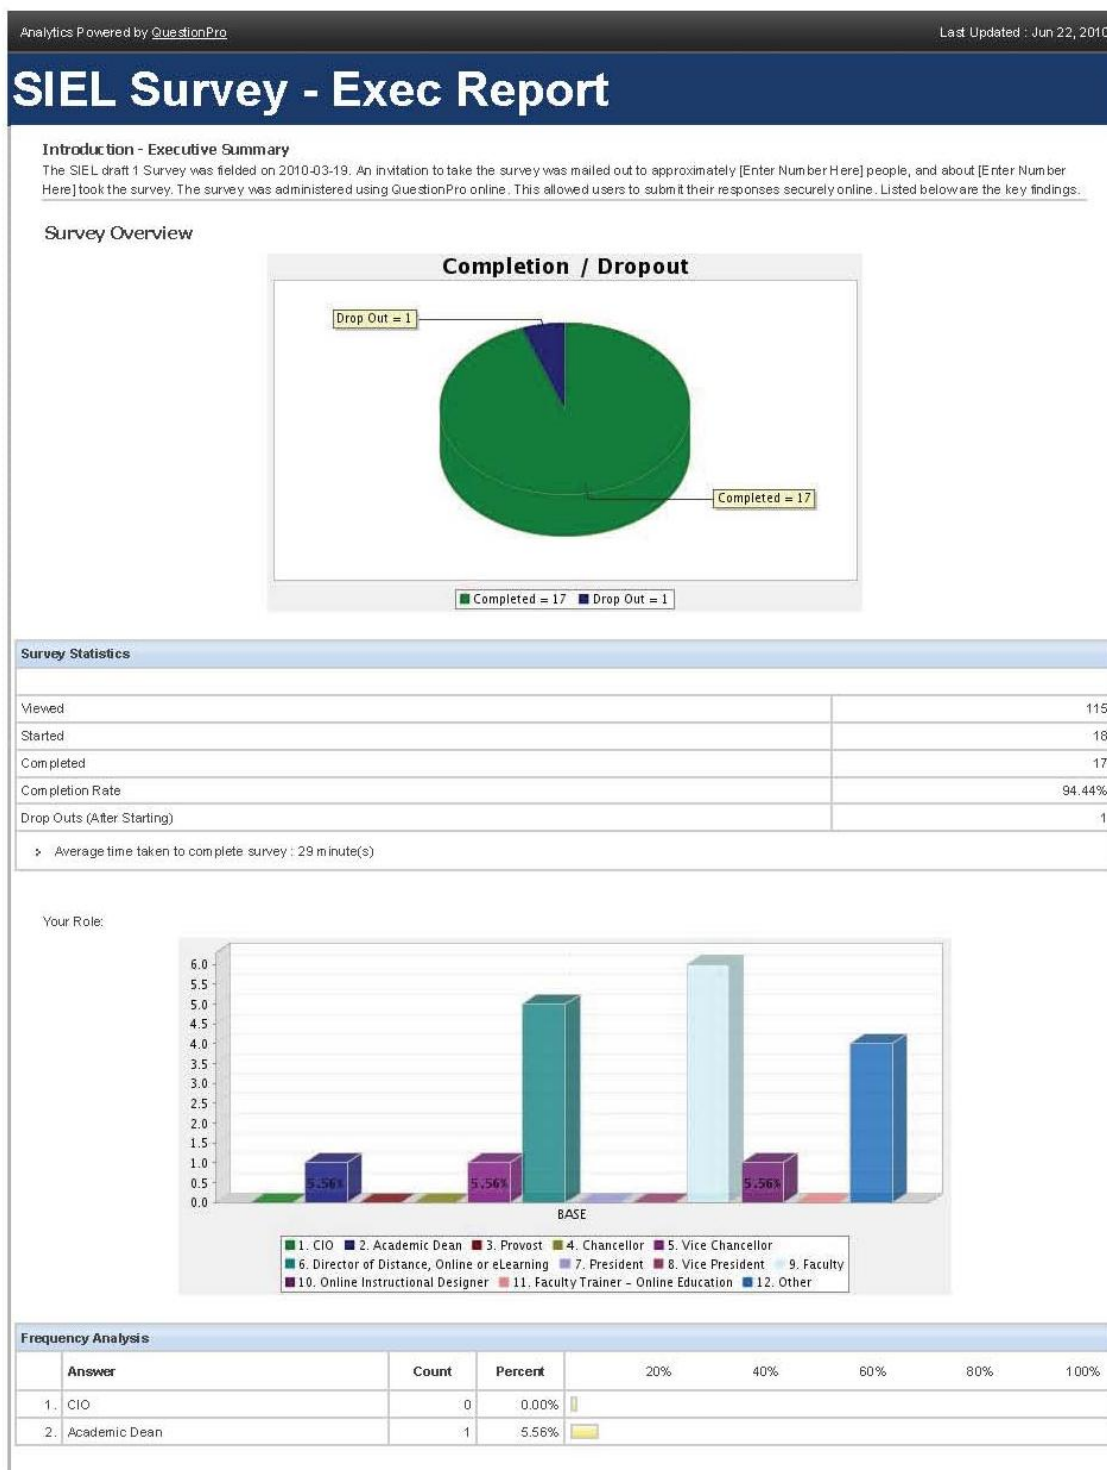 Analytics Powered by QuestionPro
Last Updated : Jun 22, 2010
SIEL Survey - Exec Report
Introduction - Executive Summary
The SIEL draft 1 Survey was fielded on 2010-03-19. An invitation to take the survey was mailed out to approximately [Enter Number Here] people, and about [Enter Number
Here] took the survey. The survey was administered using QuestionPro online. This allowed users to submit their responses securely online. Listed below are the key findings.
Survey Overview
Completion / Dropout
Drop Out = 1
Completed = 17
Completed = 17 Drop Out = 1
Survey Statistics
Viewed 115
Started 18
Completed 17
Completion Rate 94.44%
Drop Outs (After Starting) 1
Average time taken to complete survey : 29 minute(s)
Your Role:
6.0
5.5
5.0
4.5
4.0
3.5
3.0
2.5
2.0
1.5
1.0
0.5
0.0
5.56% 5.56% 5.56%
BASE
1. CIO 2. Academic Dean 3. Provost 4. Chancellor 5. Vice Chancellor
6. Director of Distance, Online or eLearning 7. President 8. Vice President 9. Faculty
10. Online Instructional Designer 11. Faculty Trainer - Online Education 12. Other
Frequency Analysis
Answer Count Percent 20% 40% 60% 80% 100%
1. CIO 0 0.00%
2. Academic Dean 1 5.56%